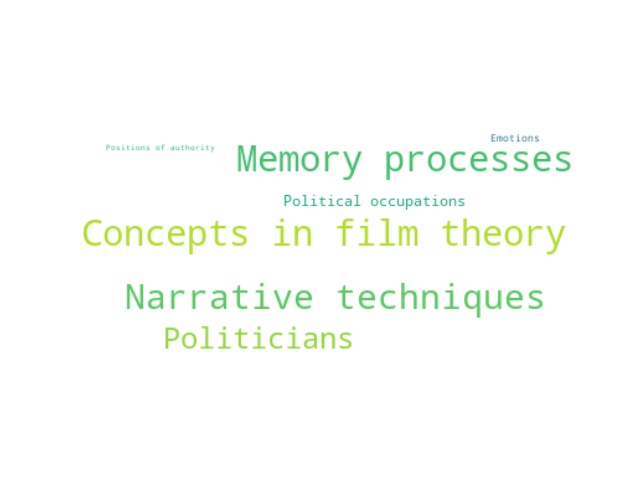 Emotions
Positions of authority
Memory processes
Political occupations
Concepts in film theory
Narrative techniques
Politicians